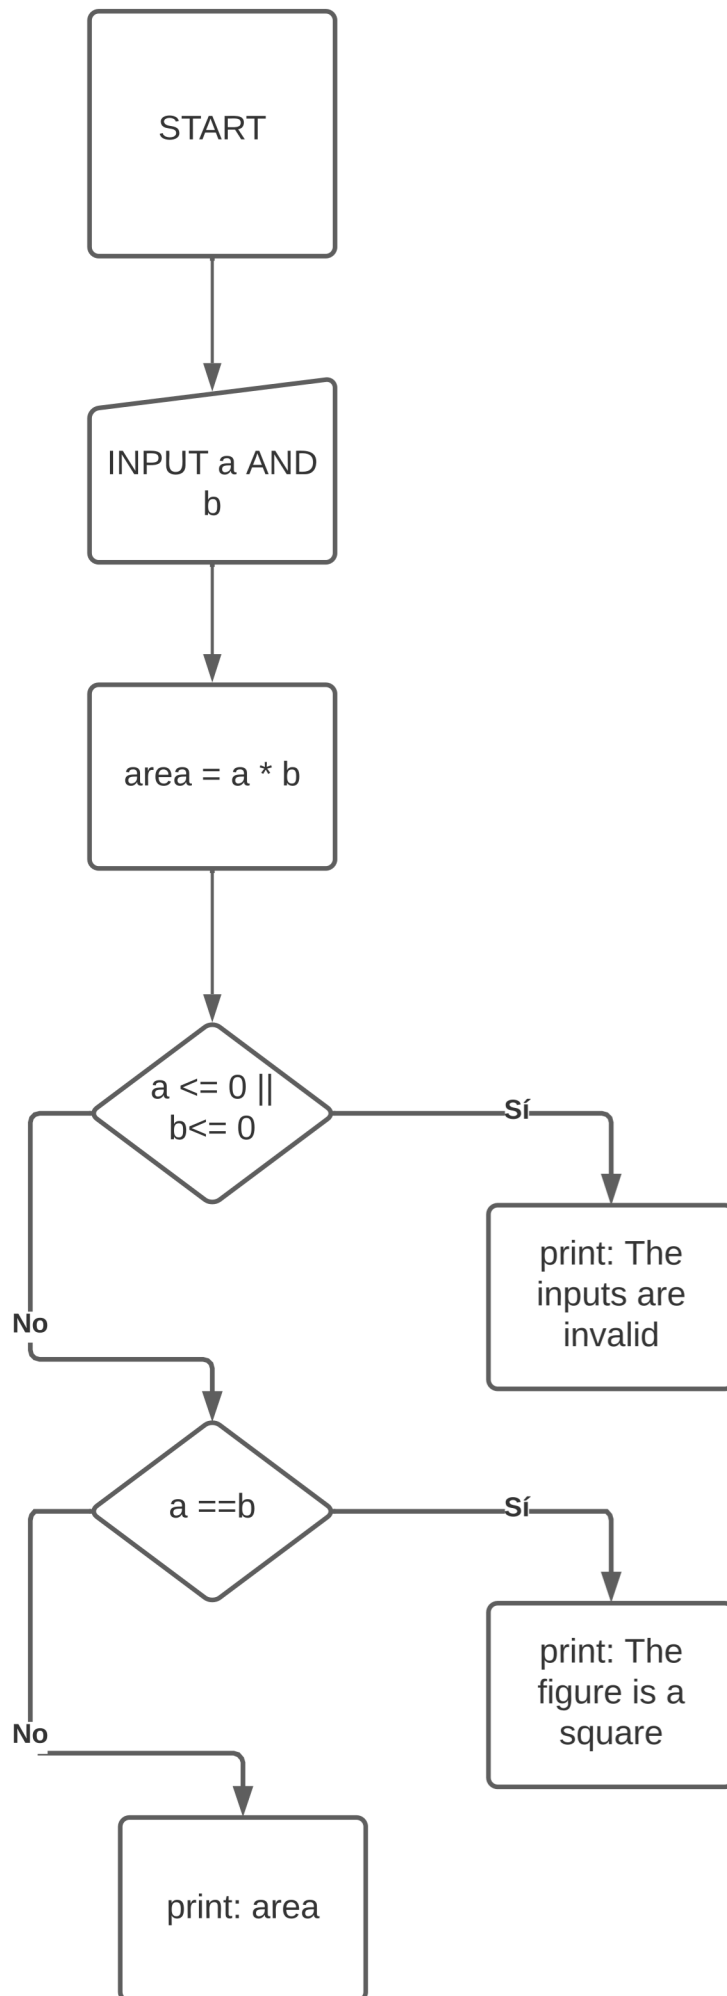 START
INPUT a AND
b
area = a * b
a <= 0 ||
b<= 0
Sí
print: The
inputs are
invalid
No
a ==b
Sí
print: The
figure is a
square
No
print: area